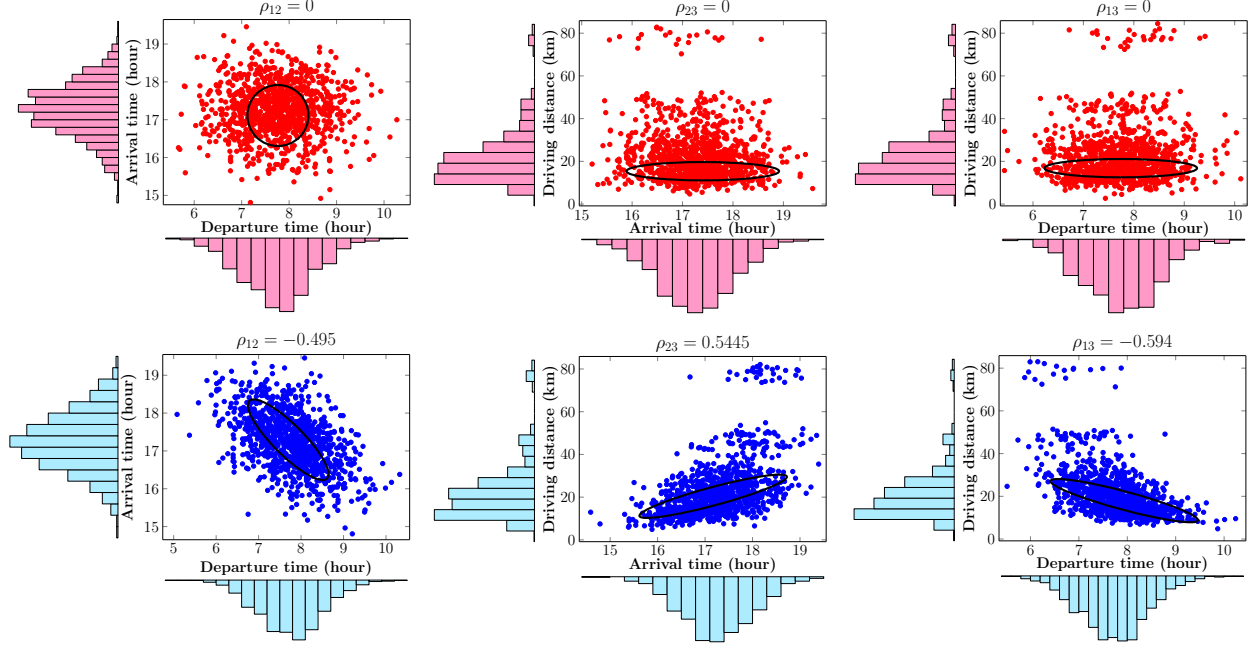 ρ12 = 0
Arrival time (hour)
19
18
17
16
15
6 7 8 9 10
Departure time (hour)
ρ23 = 0
Driving distance (km)
80
60
40
20
0
15 16 17 18 19
Arrival time (hour)
ρ13 = 0
Driving distance (km)
80
60
40
20
0
6 7 8 9 10
Departure time (hour)
ρ12 = −0.495
Arrival time (hour)
19
18
17
16
15
5 6 7 8 9 10
Departure time (hour)
ρ23 = 0.5445
Driving distance (km)
80
60
40
20
0
15 16 17 18 19
Arrival time (hour)
ρ13 = −0.594
Driving distance (km)
80
60
40
20
0
6 7 8 9 10
Departure time (hour)